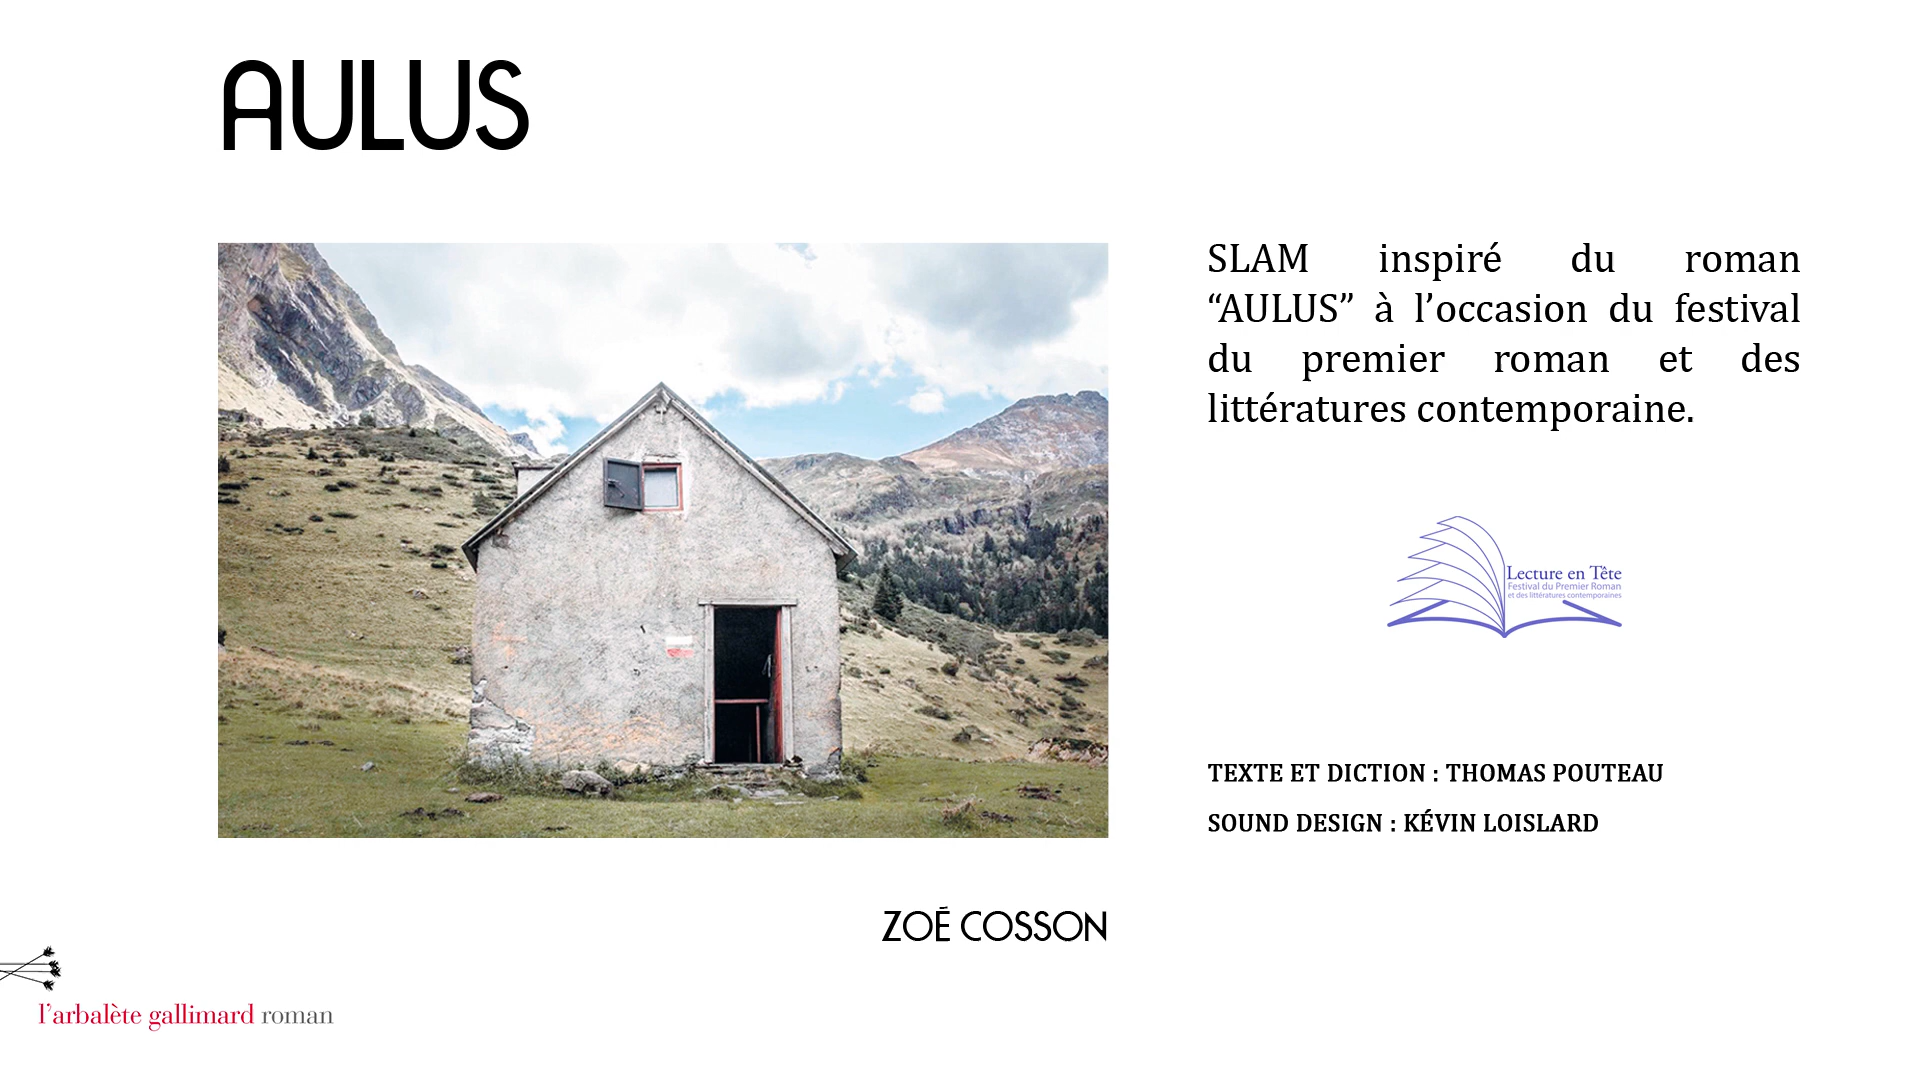 AULUS
SLAM inspiré du roman
“AULUS” à l’occasion du festival
du premier roman et des
littératures contemporaine.
Lecture en Tête
Festival du Premier Roman
et des littératures contemporaines
TEXTE ET DICTION : THOMAS POUTEAU
SOUND DESIGN : KÉVIN LOISLARD
ZOÉ COSSON
l’arbalète gallimard roman